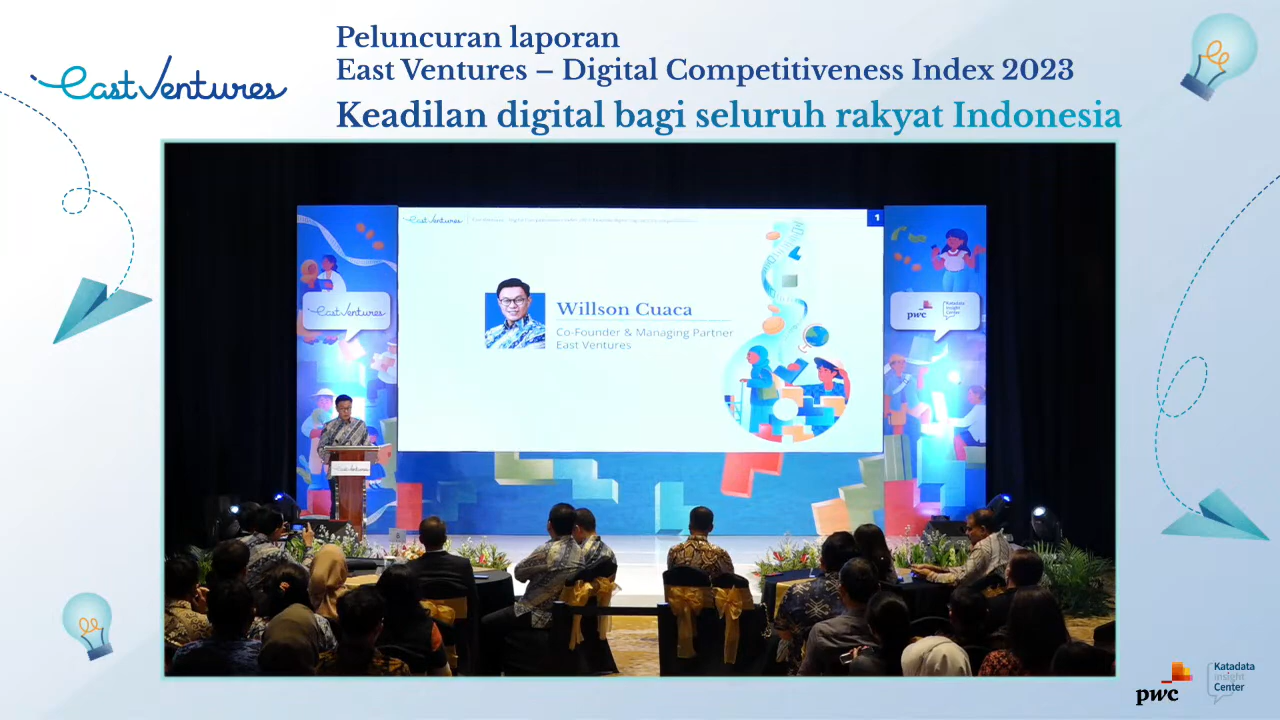 East Ventures
Peluncuran laporan
East Ventures – Digital Competitiveness Index 2023
Keadilan digital bagi seluruh rakyat Indonesia
East Ventures
1
East Ventures
pwc
Katadata
Insight
Center
Willson Cuaca
Co-Founder & Managing Partner
East Ventures
East Ventures
pwc
Katadata
Insight
Center